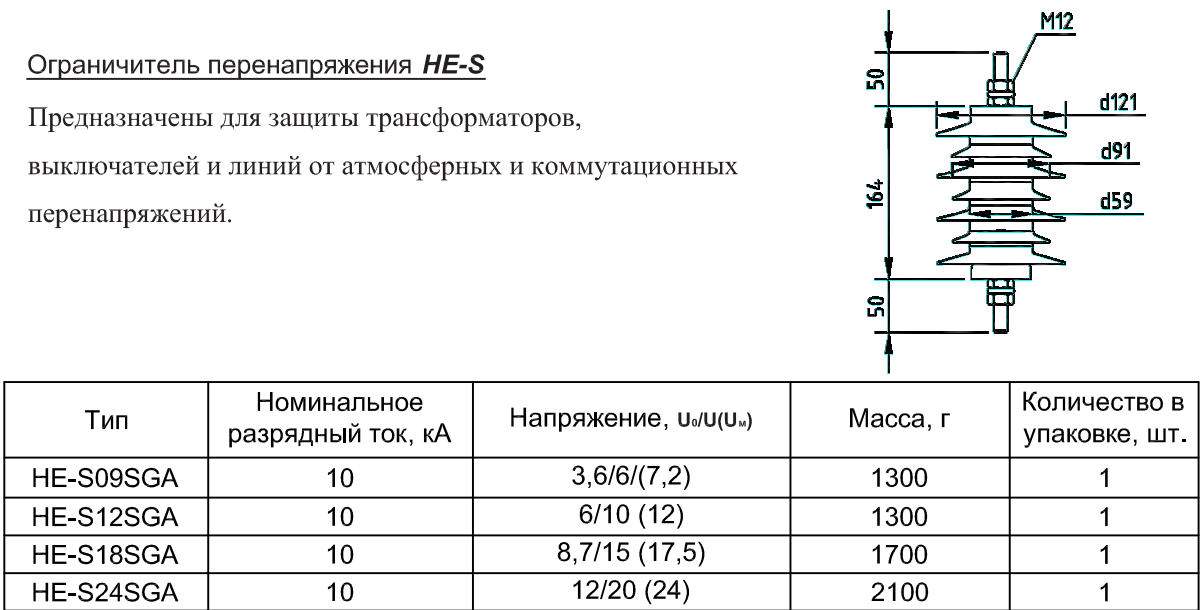 Ограничитель перенапряжения HE-S
Предназначены для защиты трансформаторов,
выключателей и линий от атмосферных и коммутационных
перенапряжений.
M12
50
d121
d91
164
d59
50
Тип
Номинальное
разрядный ток, кА
Напряжение, U₀/U(Uₘ)
Масса, г
Количество в
упаковке, шт.
HE-S09SGA 10 3,6/6/(7,2) 1300 1
HE-S12SGA 10 6/10 (12) 1300 1
HE-S18SGA 10 8,7/15 (17,5) 1700 1
HE-S24SGA 10 12/20 (24) 2100 1